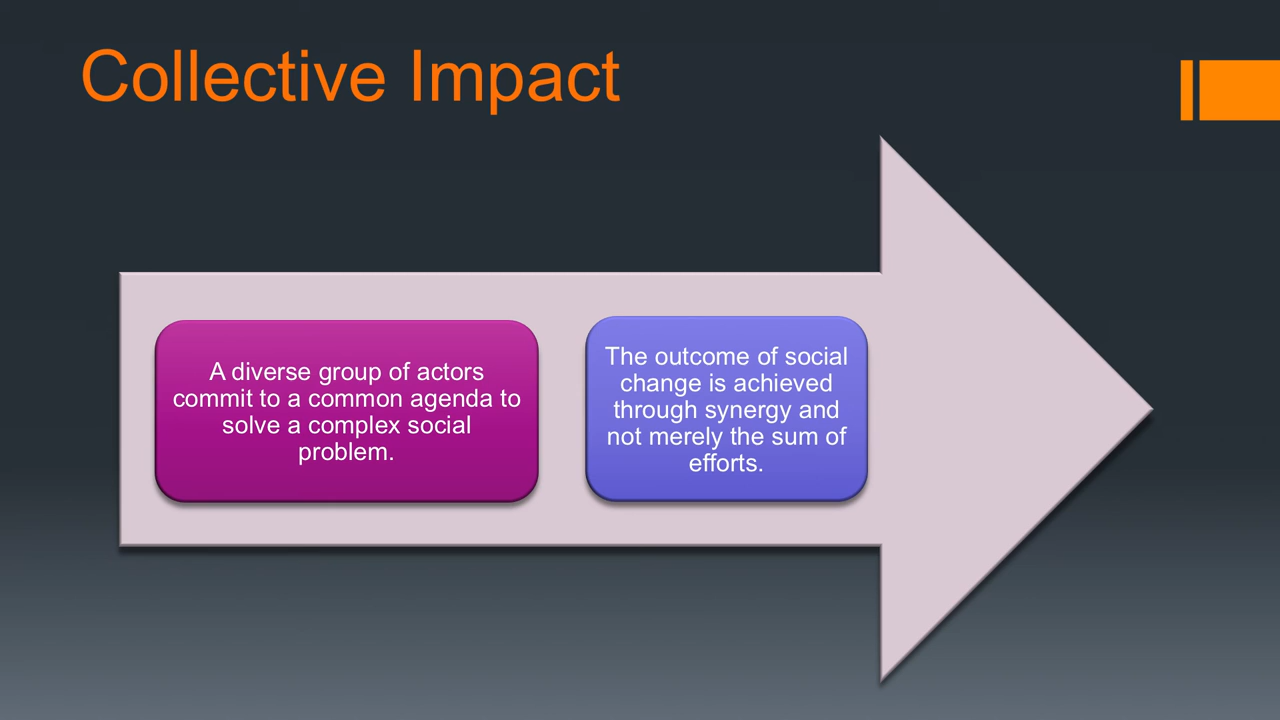 Collective Impact
A diverse group of actors
commit to a common agenda to
solve a complex social
problem.
The outcome of social
change is achieved
through synergy and
not merely the sum of
efforts.